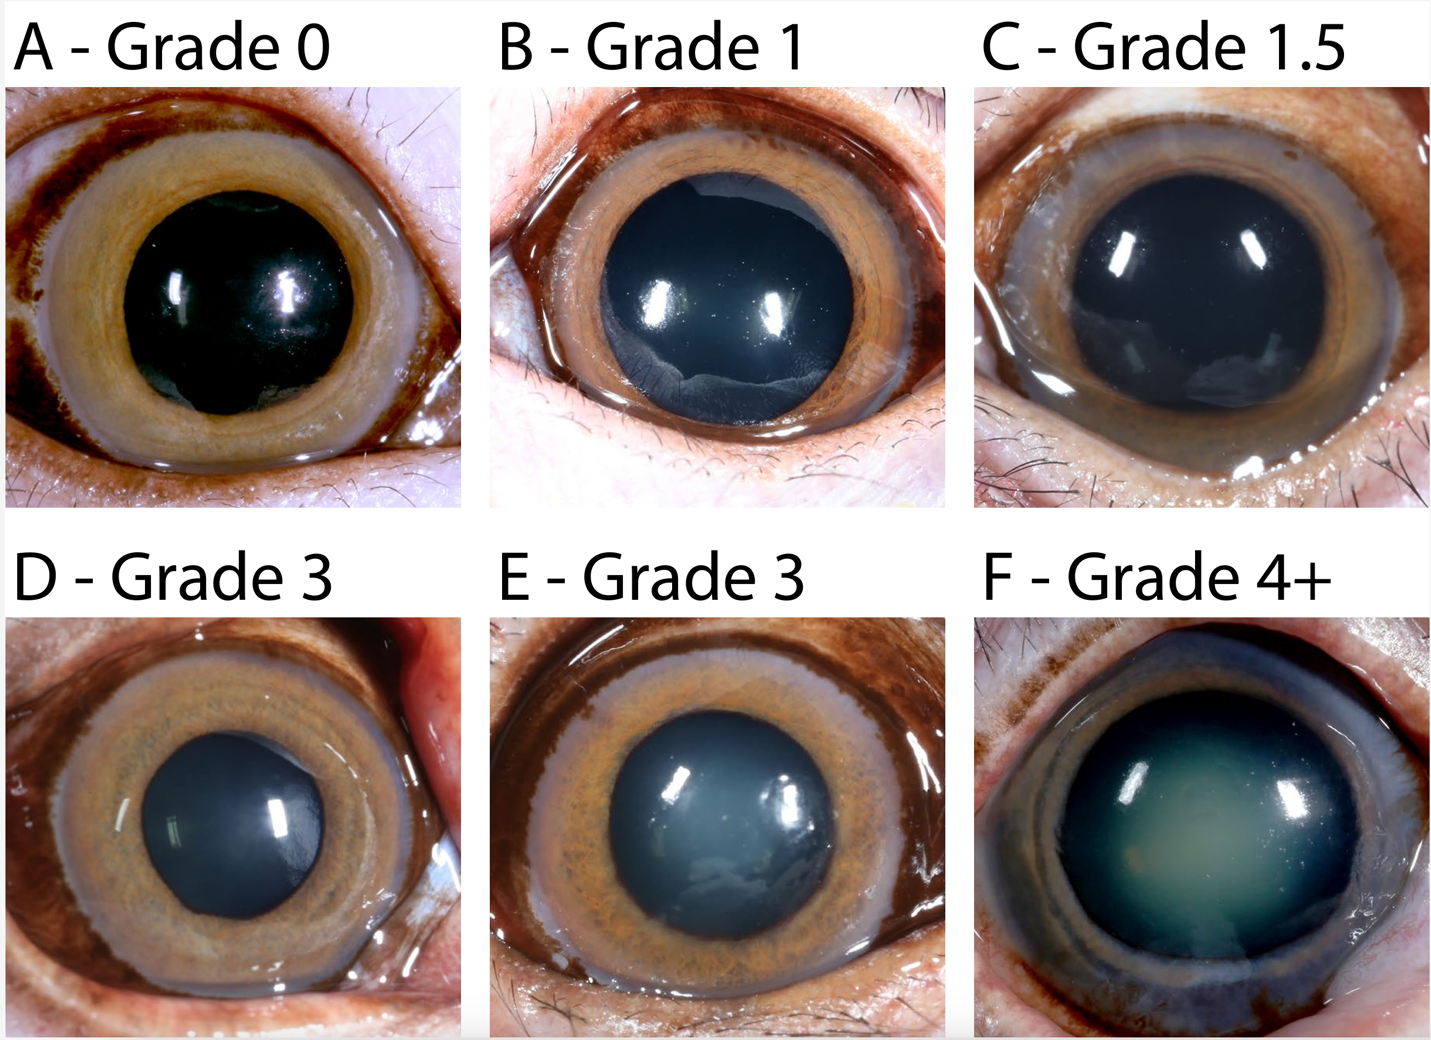 A - Grade 0
B - Grade 1
C - Grade 1.5
D - Grade 3
E - Grade 3
F - Grade 4+